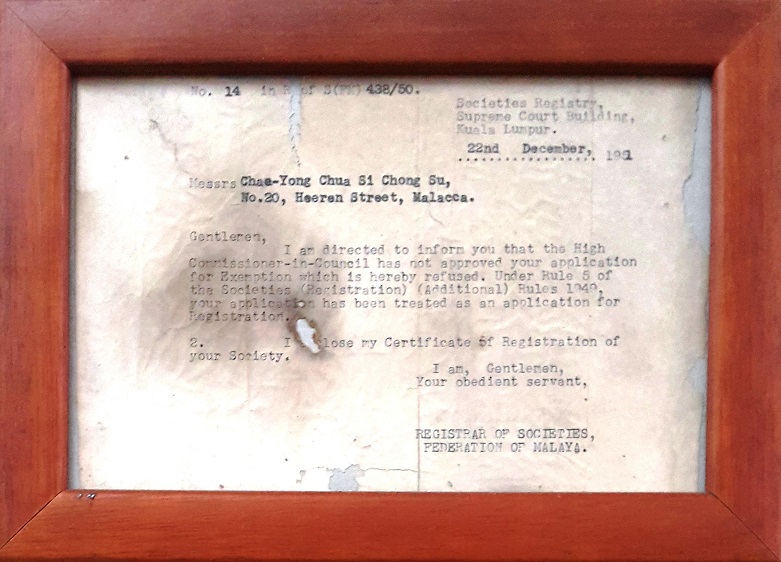 No. 14 in R of S(FM) 438/50.
Societies Registry,
Supreme Court Building,
Kuala Lumpur.
22nd December, 1951
Messrs Chae-Yong Chua Si Chong Su,
No.20, Heeren Street, Malacca.
Gentlemen,
I am directed to inform you that the High
Commissioner-in-Council has not approved your application
for Exemption which is hereby refused. Under Rule 5 of
the Societies (Registration) (Additional) Rules 1949,
your application has been treated as an application for
Registration.
2. I lose my Certificate of Registration of
your Society.
I am, Gentlemen,
Your obedient servant,
REGISTRAR OF SOCIETIES,
FEDERATION OF MALAYA.